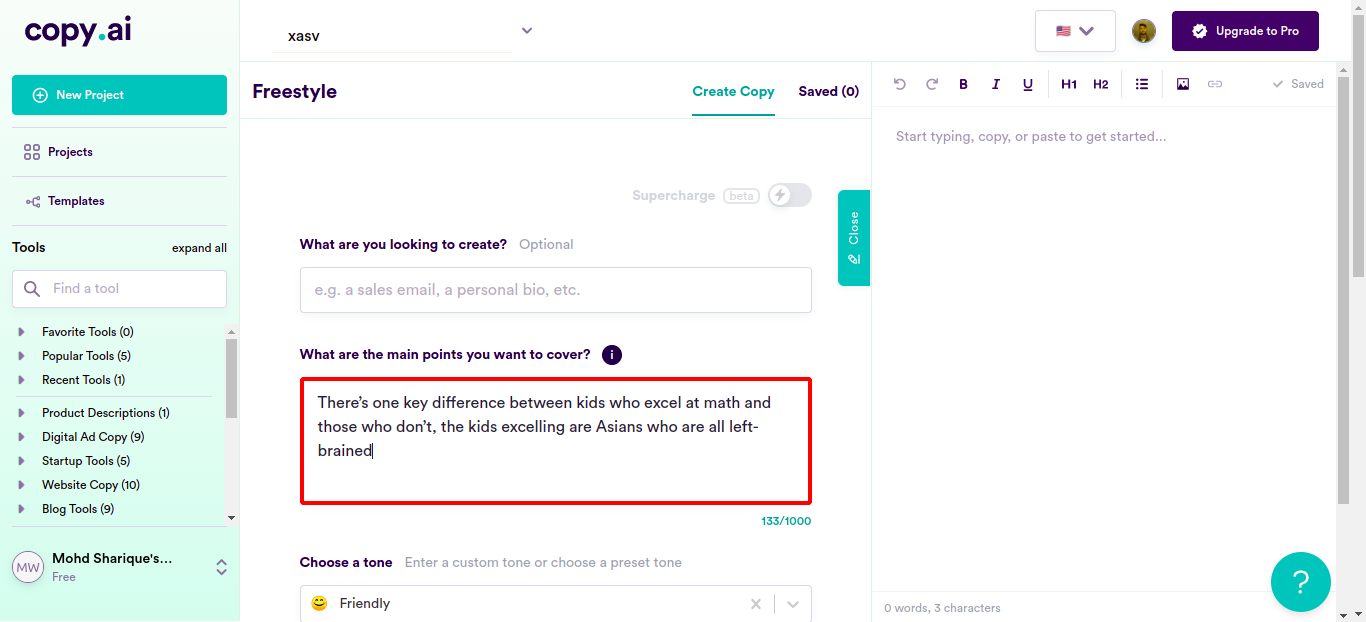 copy.ai
xasv
Upgrade to Pro
New Project
Projects
Templates
Tools
expand all
Find a tool
Favorite Tools (0)
Popular Tools (5)
Recent Tools (1)
Product Descriptions (1)
Digital Ad Copy (9)
Startup Tools (5)
Website Copy (10)
Blog Tools (9)
MW
Mohd Sharique's...
Free
Freestyle
Create Copy
Saved (0)
Supercharge beta
What are you looking to create? Optional
e.g. a sales email, a personal bio, etc.
What are the main points you want to cover? i
There’s one key difference between kids who excel at math and
those who don’t, the kids excelling are Asians who are all left-
brained
133/1000
Choose a tone Enter a custom tone or choose a preset tone
Friendly
Close
B I U H1 H2
Saved
Start typing, copy, or paste to get started...
0 words, 3 characters
?